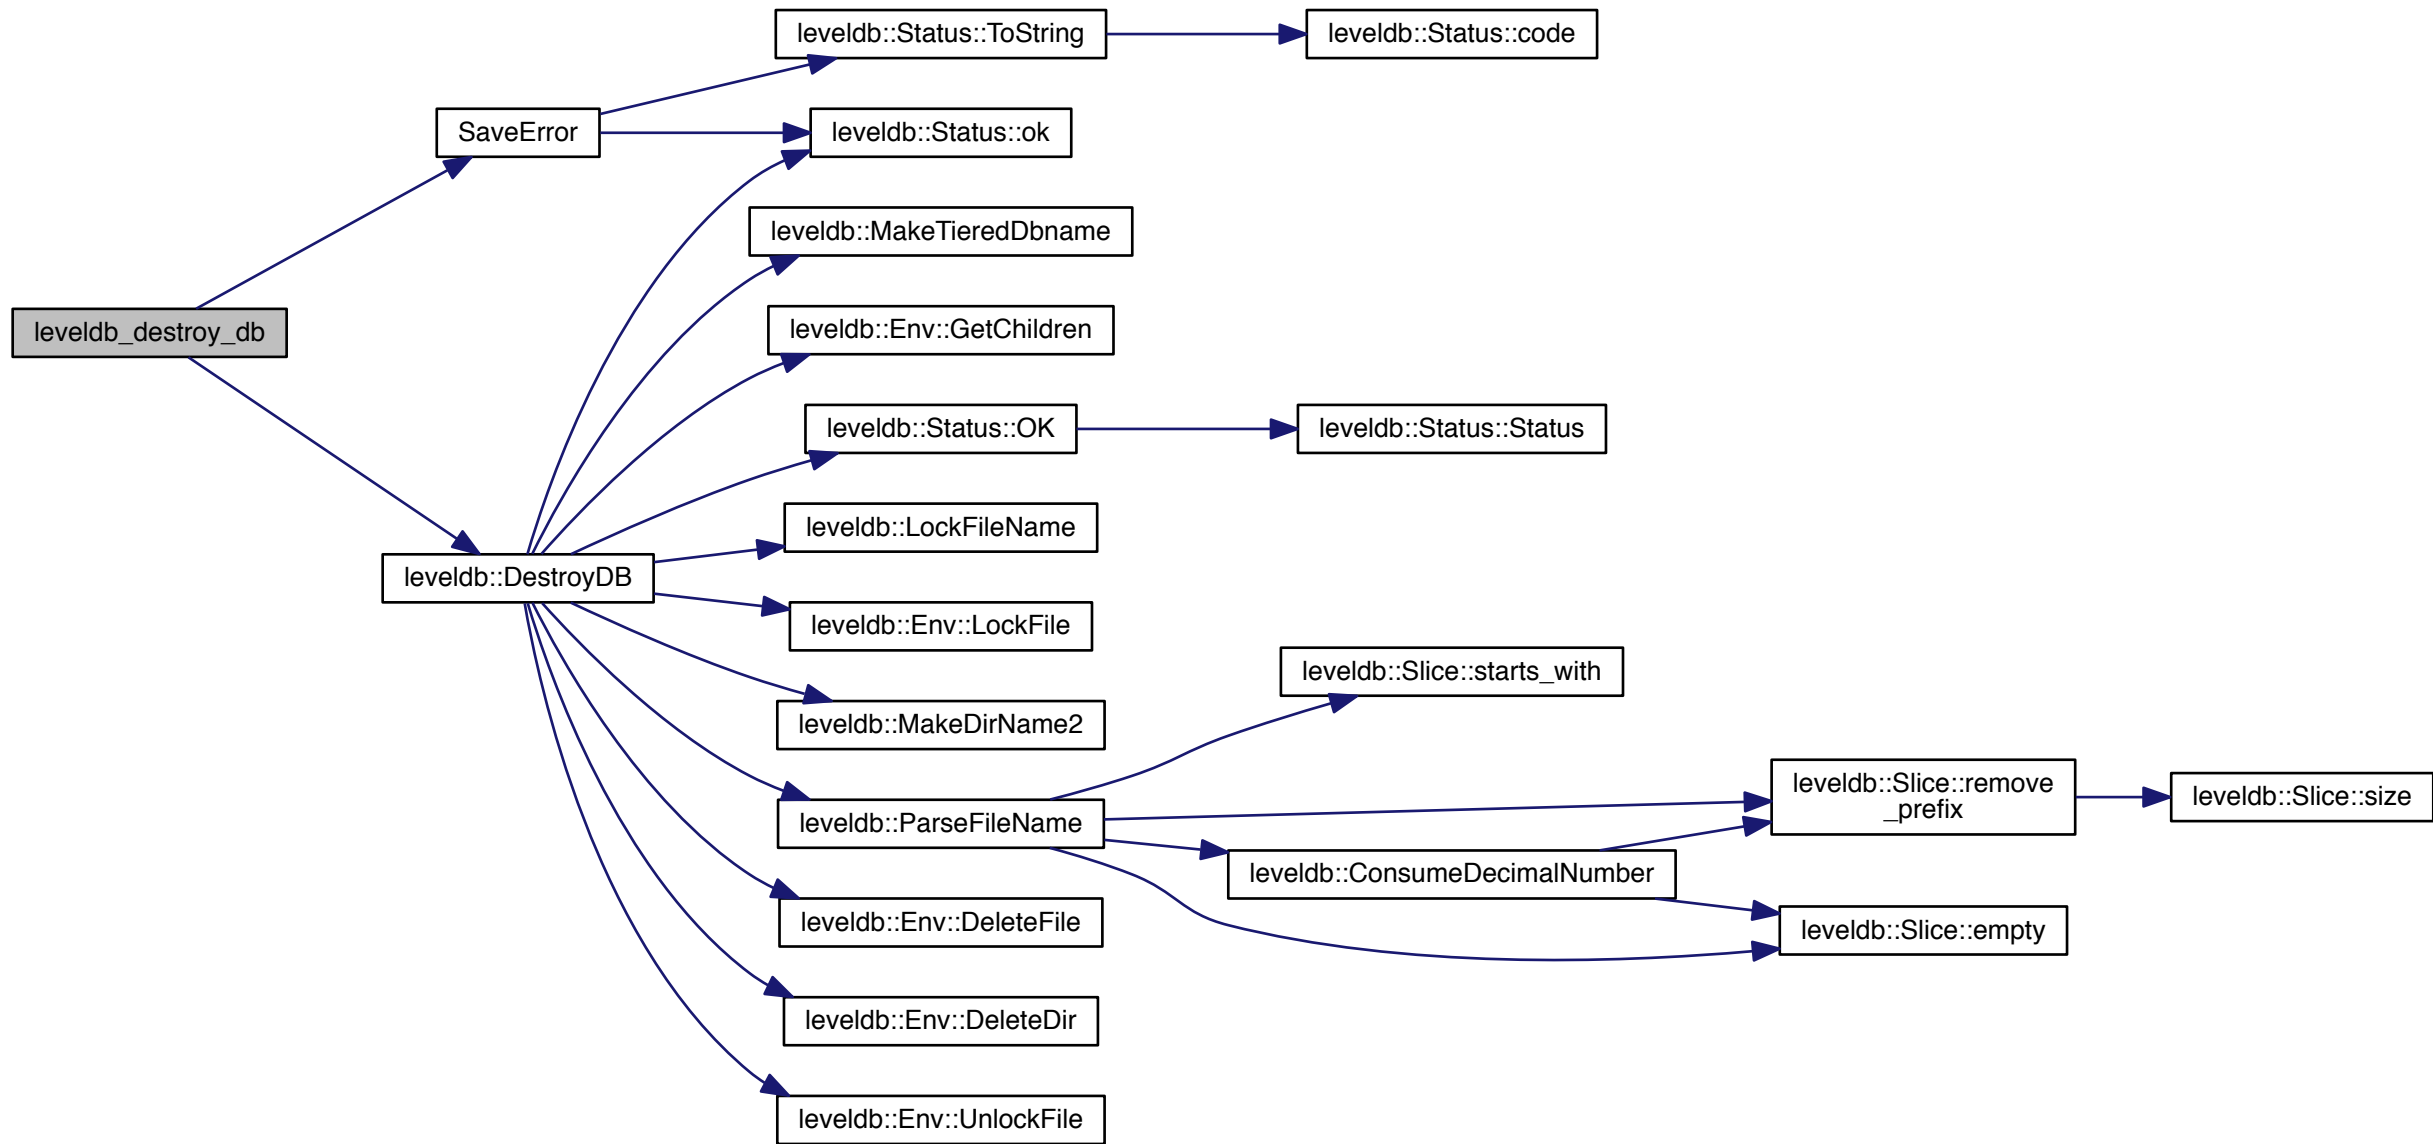 leveldb::Status::ToString
leveldb::Status::code
SaveError
leveldb::Status::ok
leveldb::MakeTieredDbname
leveldb_destroy_db
leveldb::Env::GetChildren
leveldb::Status::OK
leveldb::Status::Status
leveldb::LockFileName
leveldb::DestroyDB
leveldb::Env::LockFile
leveldb::Slice::starts_with
leveldb::MakeDirName2
leveldb::Slice::remove
_prefix
leveldb::Slice::size
leveldb::ParseFileName
leveldb::ConsumeDecimalNumber
leveldb::Env::DeleteFile
leveldb::Slice::empty
leveldb::Env::DeleteDir
leveldb::Env::UnlockFile